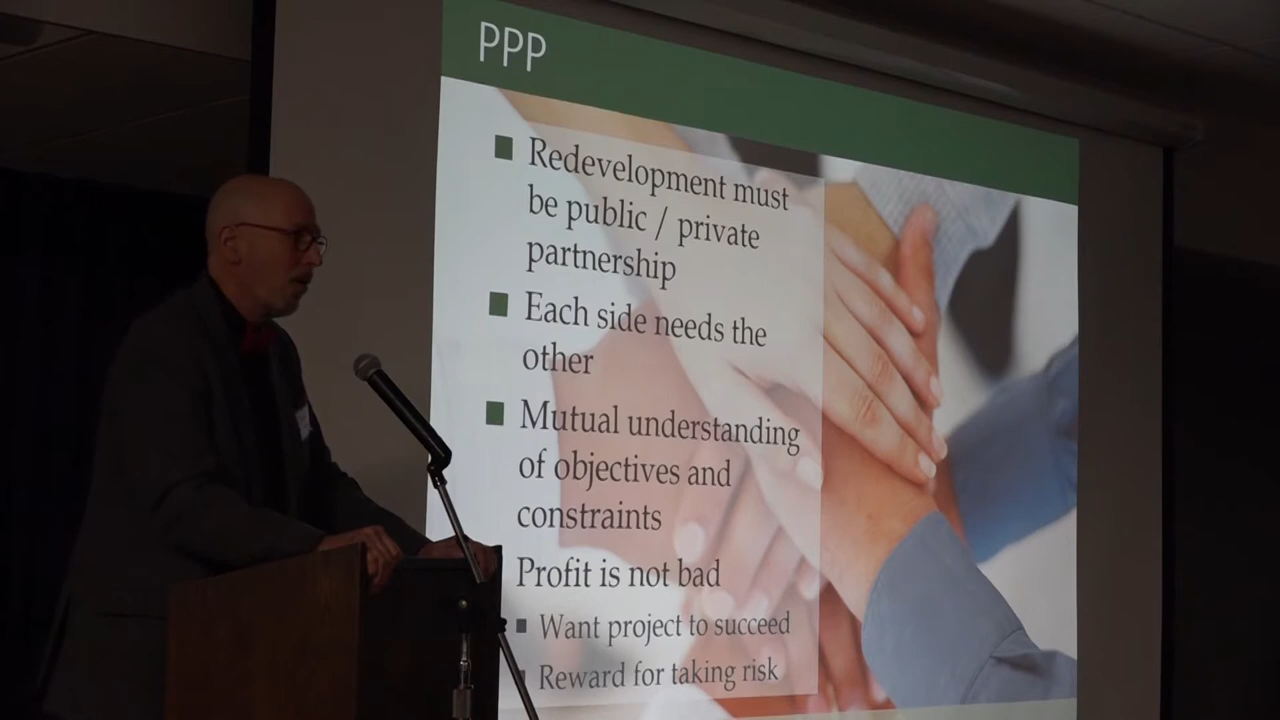 PPP
Redevelopment must
be public / private
partnership
Each side needs the
other
Mutual understanding
of objectives and
constraints
Profit is not bad
Want project to succeed
Reward for taking risk